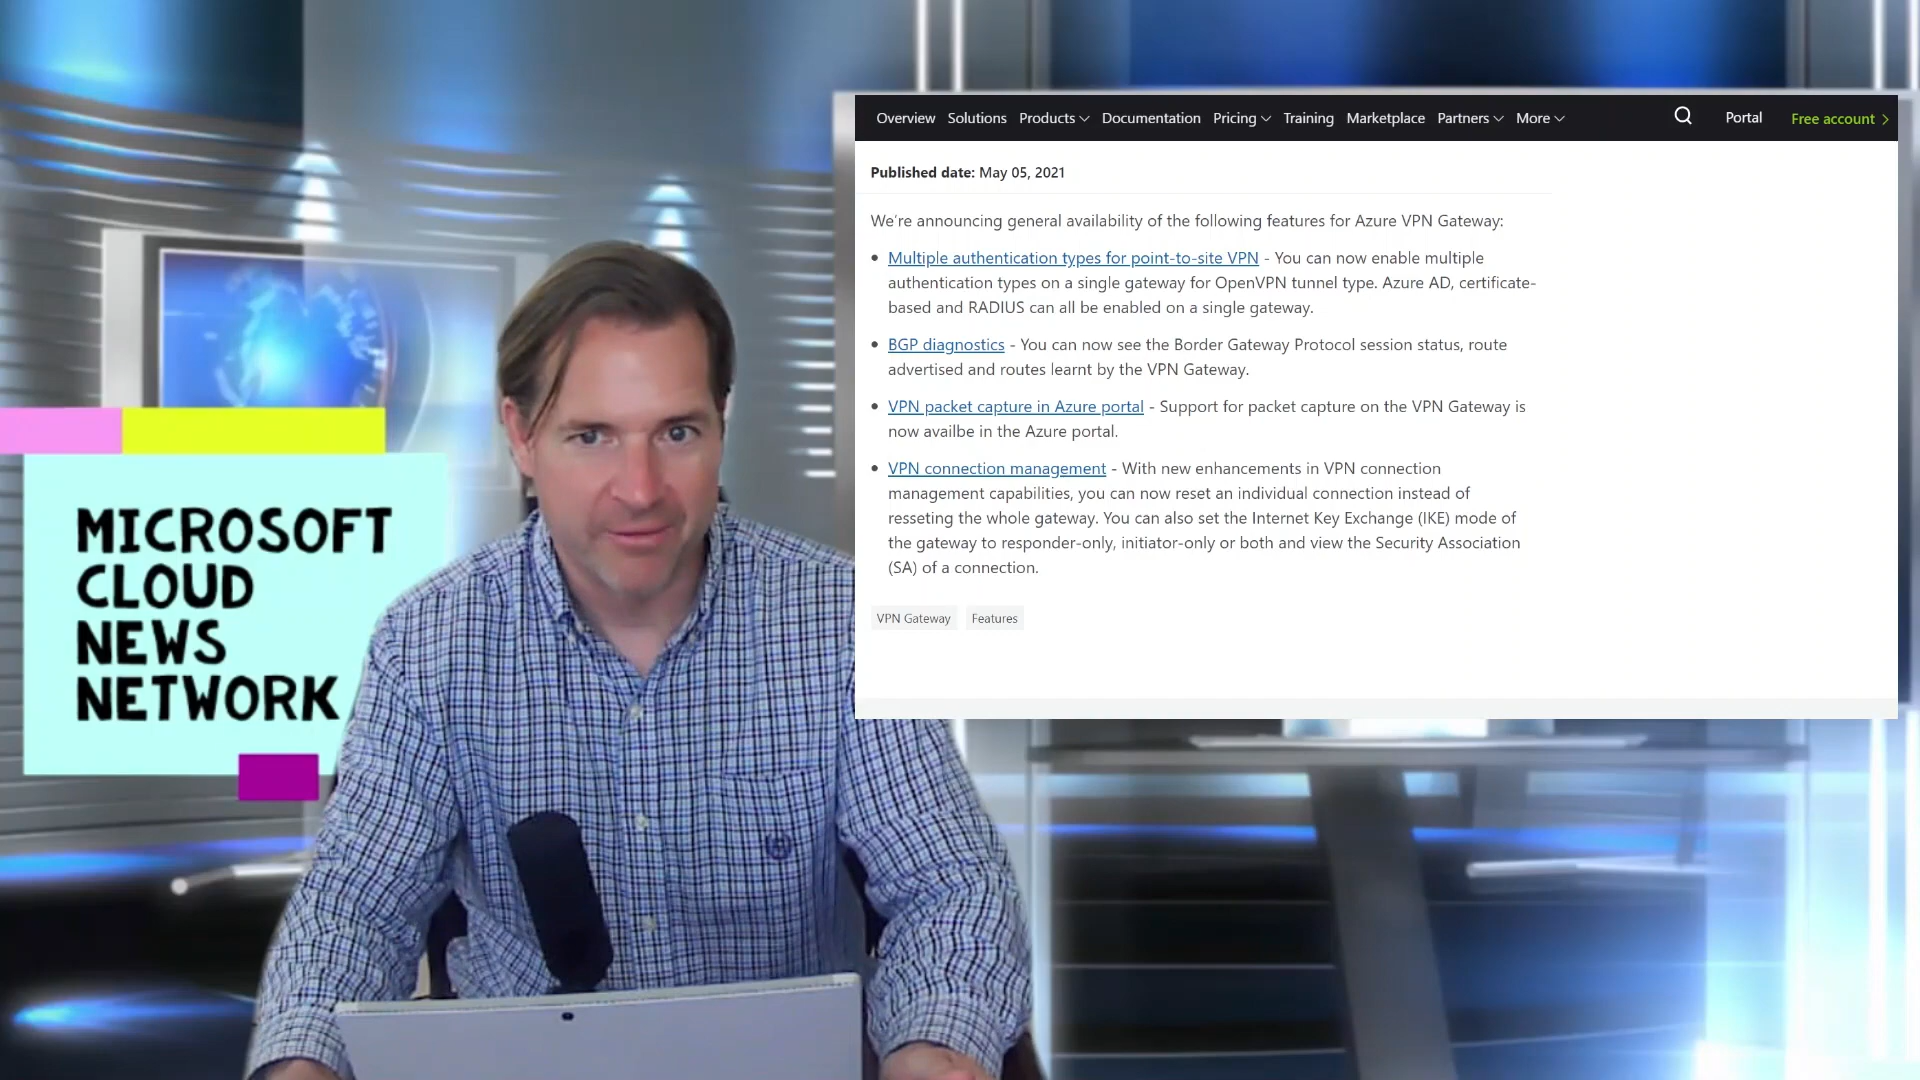 Overview Solutions Products Documentation Pricing Training Marketplace Partners More Portal Free account
Published date: May 05, 2021
We're announcing general availability of the following features for Azure VPN Gateway:
Multiple authentication types for point-to-site VPN - You can now enable multiple
authentication types on a single gateway for OpenVPN tunnel type. Azure AD, certificate-
based and RADIUS can all be enabled on a single gateway.
BGP diagnostics - You can now see the Border Gateway Protocol session status, route
advertised and routes learnt by the VPN Gateway.
VPN packet capture in Azure portal - Support for packet capture on the VPN Gateway is
now availbe in the Azure portal.
VPN connection management - With new enhancements in VPN connection
management capabilities, you can now reset an individual connection instead of
resseting the whole gateway. You can also set the Internet Key Exchange (IKE) mode of
the gateway to responder-only, initiator-only or both and view the Security Association
(SA) of a connection.
VPN Gateway Features
MICROSOFT
CLOUD
NEWS
NETWORK